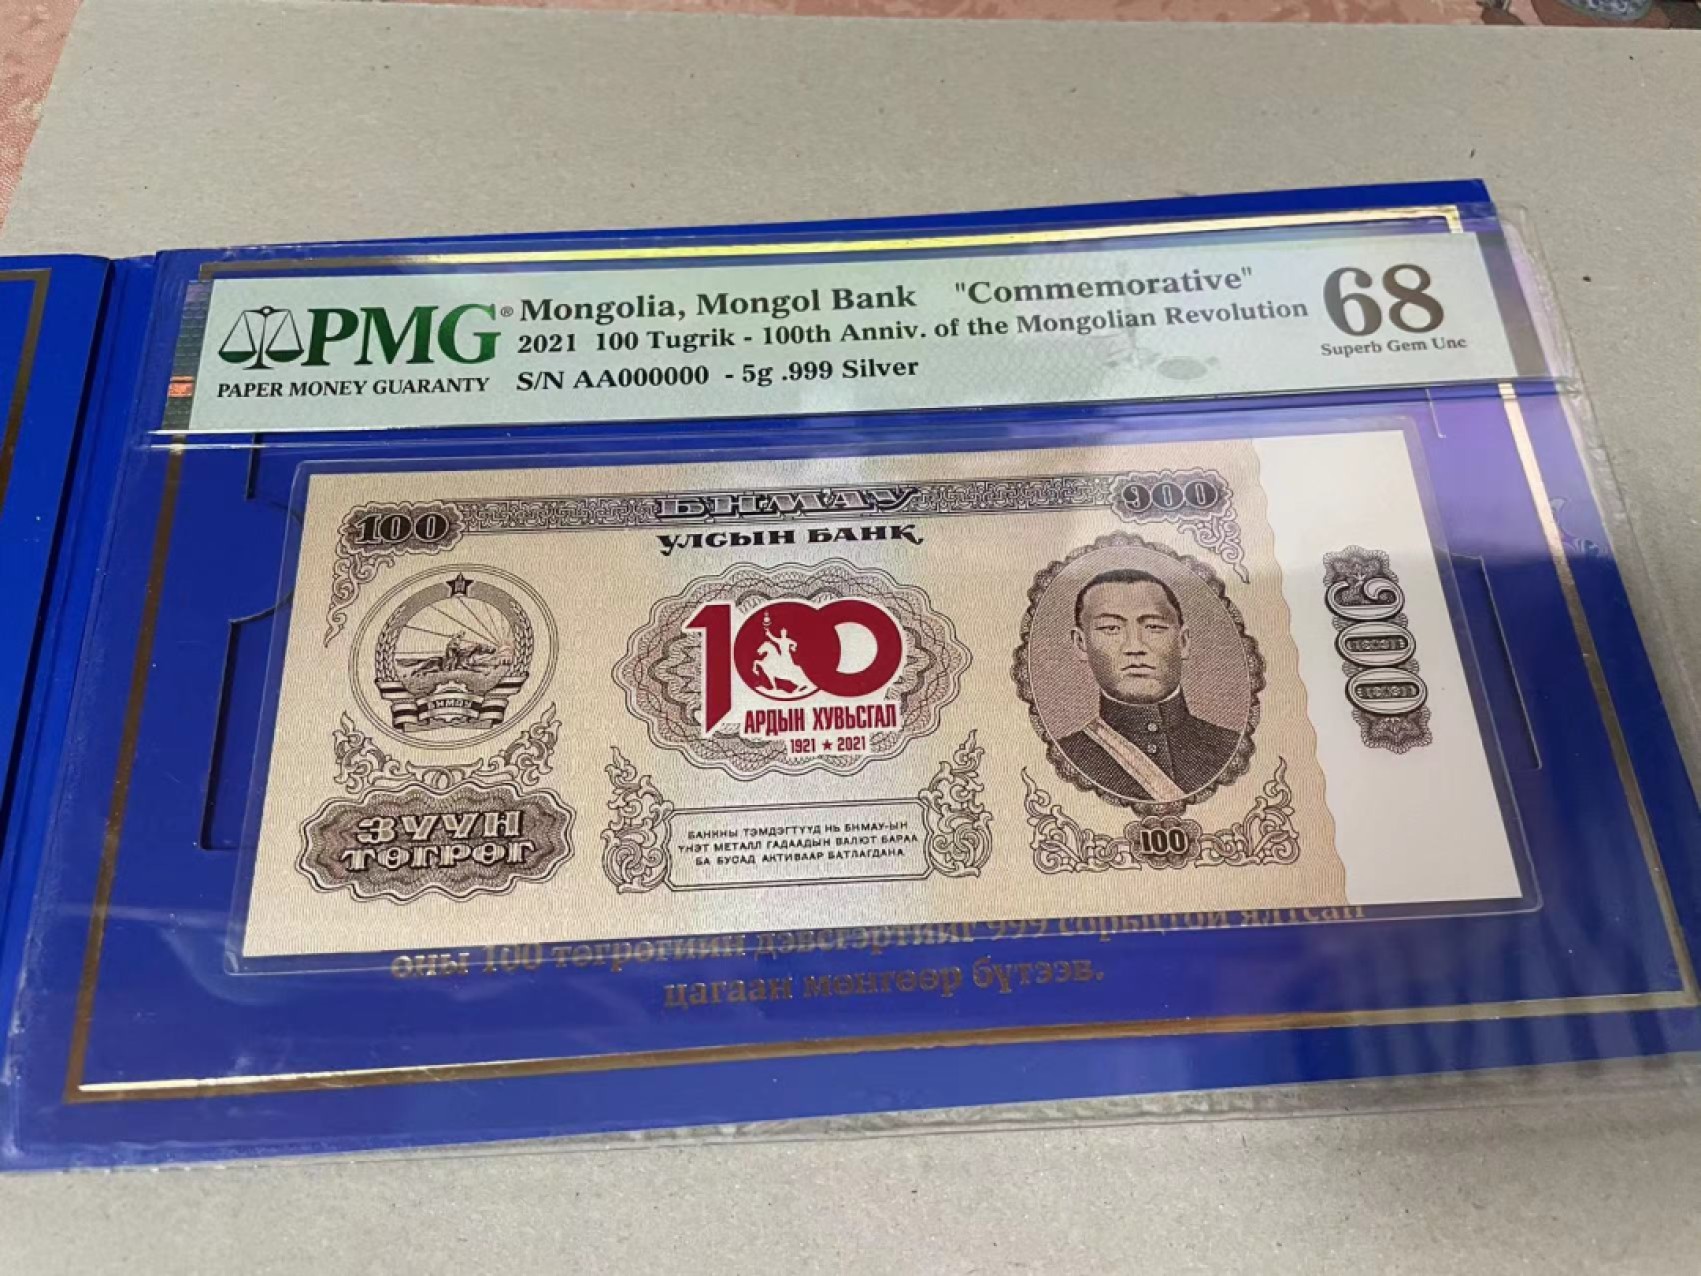 PMG® Mongolia, Mongol Bank "Commemorative" 68
2021 100 Tugrik - 100th Anniv. of the Mongolian Revolution Superb Gem Unc
PAPER MONEY GUARANTY S/N AA000000 - 5g .999 Silver
БНМАУ
100
УЛСЫН БАНК
100
АРДЫН ХУВЬСГАЛ
1921 ★ 2021
БНМАУ
ЗУУН
ТӨГРӨГ
БАНКНЫ ТЭМДЭГТҮҮД НЬ БНМАУ-ЫН
ҮНЭТ МЕТАЛЛ ГАДААДЫН ВАЛЮТ БАРАА
БА БУСАД АКТИВААР БАТЛАГДАНА
100
оны 100 төгрөгийн дэвсгэртийг 999 сорьцтой ялтсан
цагаан мөнгөөр бүтээв.